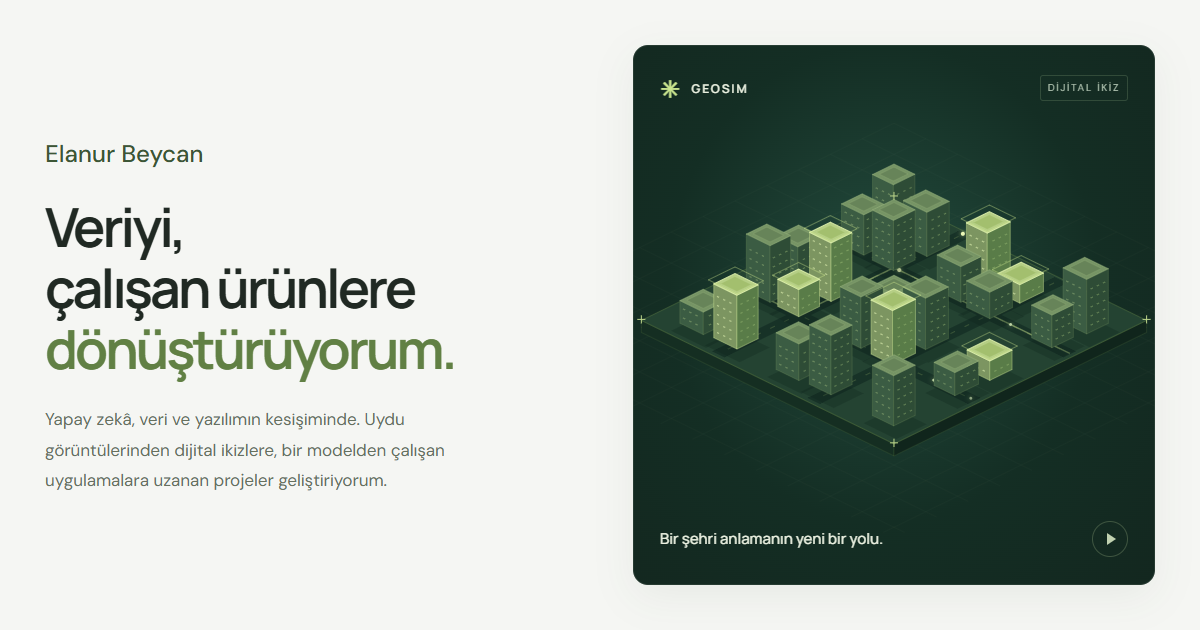 Elanur Beycan
Veriyi,
çalışan ürünlere
dönüştürüyorum.
Yapay zekâ, veri ve yazılımın kesişiminde. Uydu
görüntülerinden dijital ikizlere, bir modelden çalışan
uygulamalara uzanan projeler geliştiriyorum.
GEOSIM
DİJİTAL İKİZ
Bir şehri anlamanın yeni bir yolu.